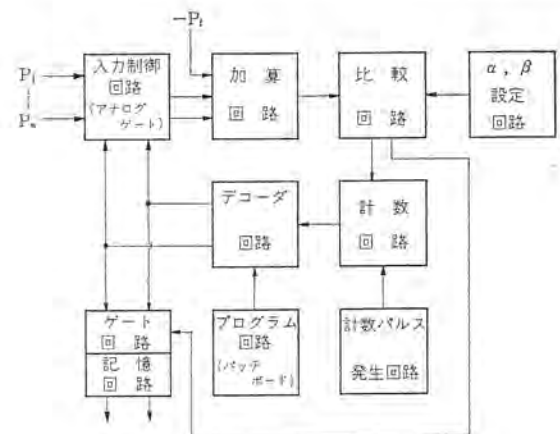 −Pₜ
P₁
Pₙ
入力制御
回路
(アナログ
ゲート)
加算
回路
比較
回路
α, β
設定
回路
デコーダ
回路
計数
回路
ゲート
回路
記憶
回路
プログラム
回路
(パッチ
ボード)
計数パルス
発生回路